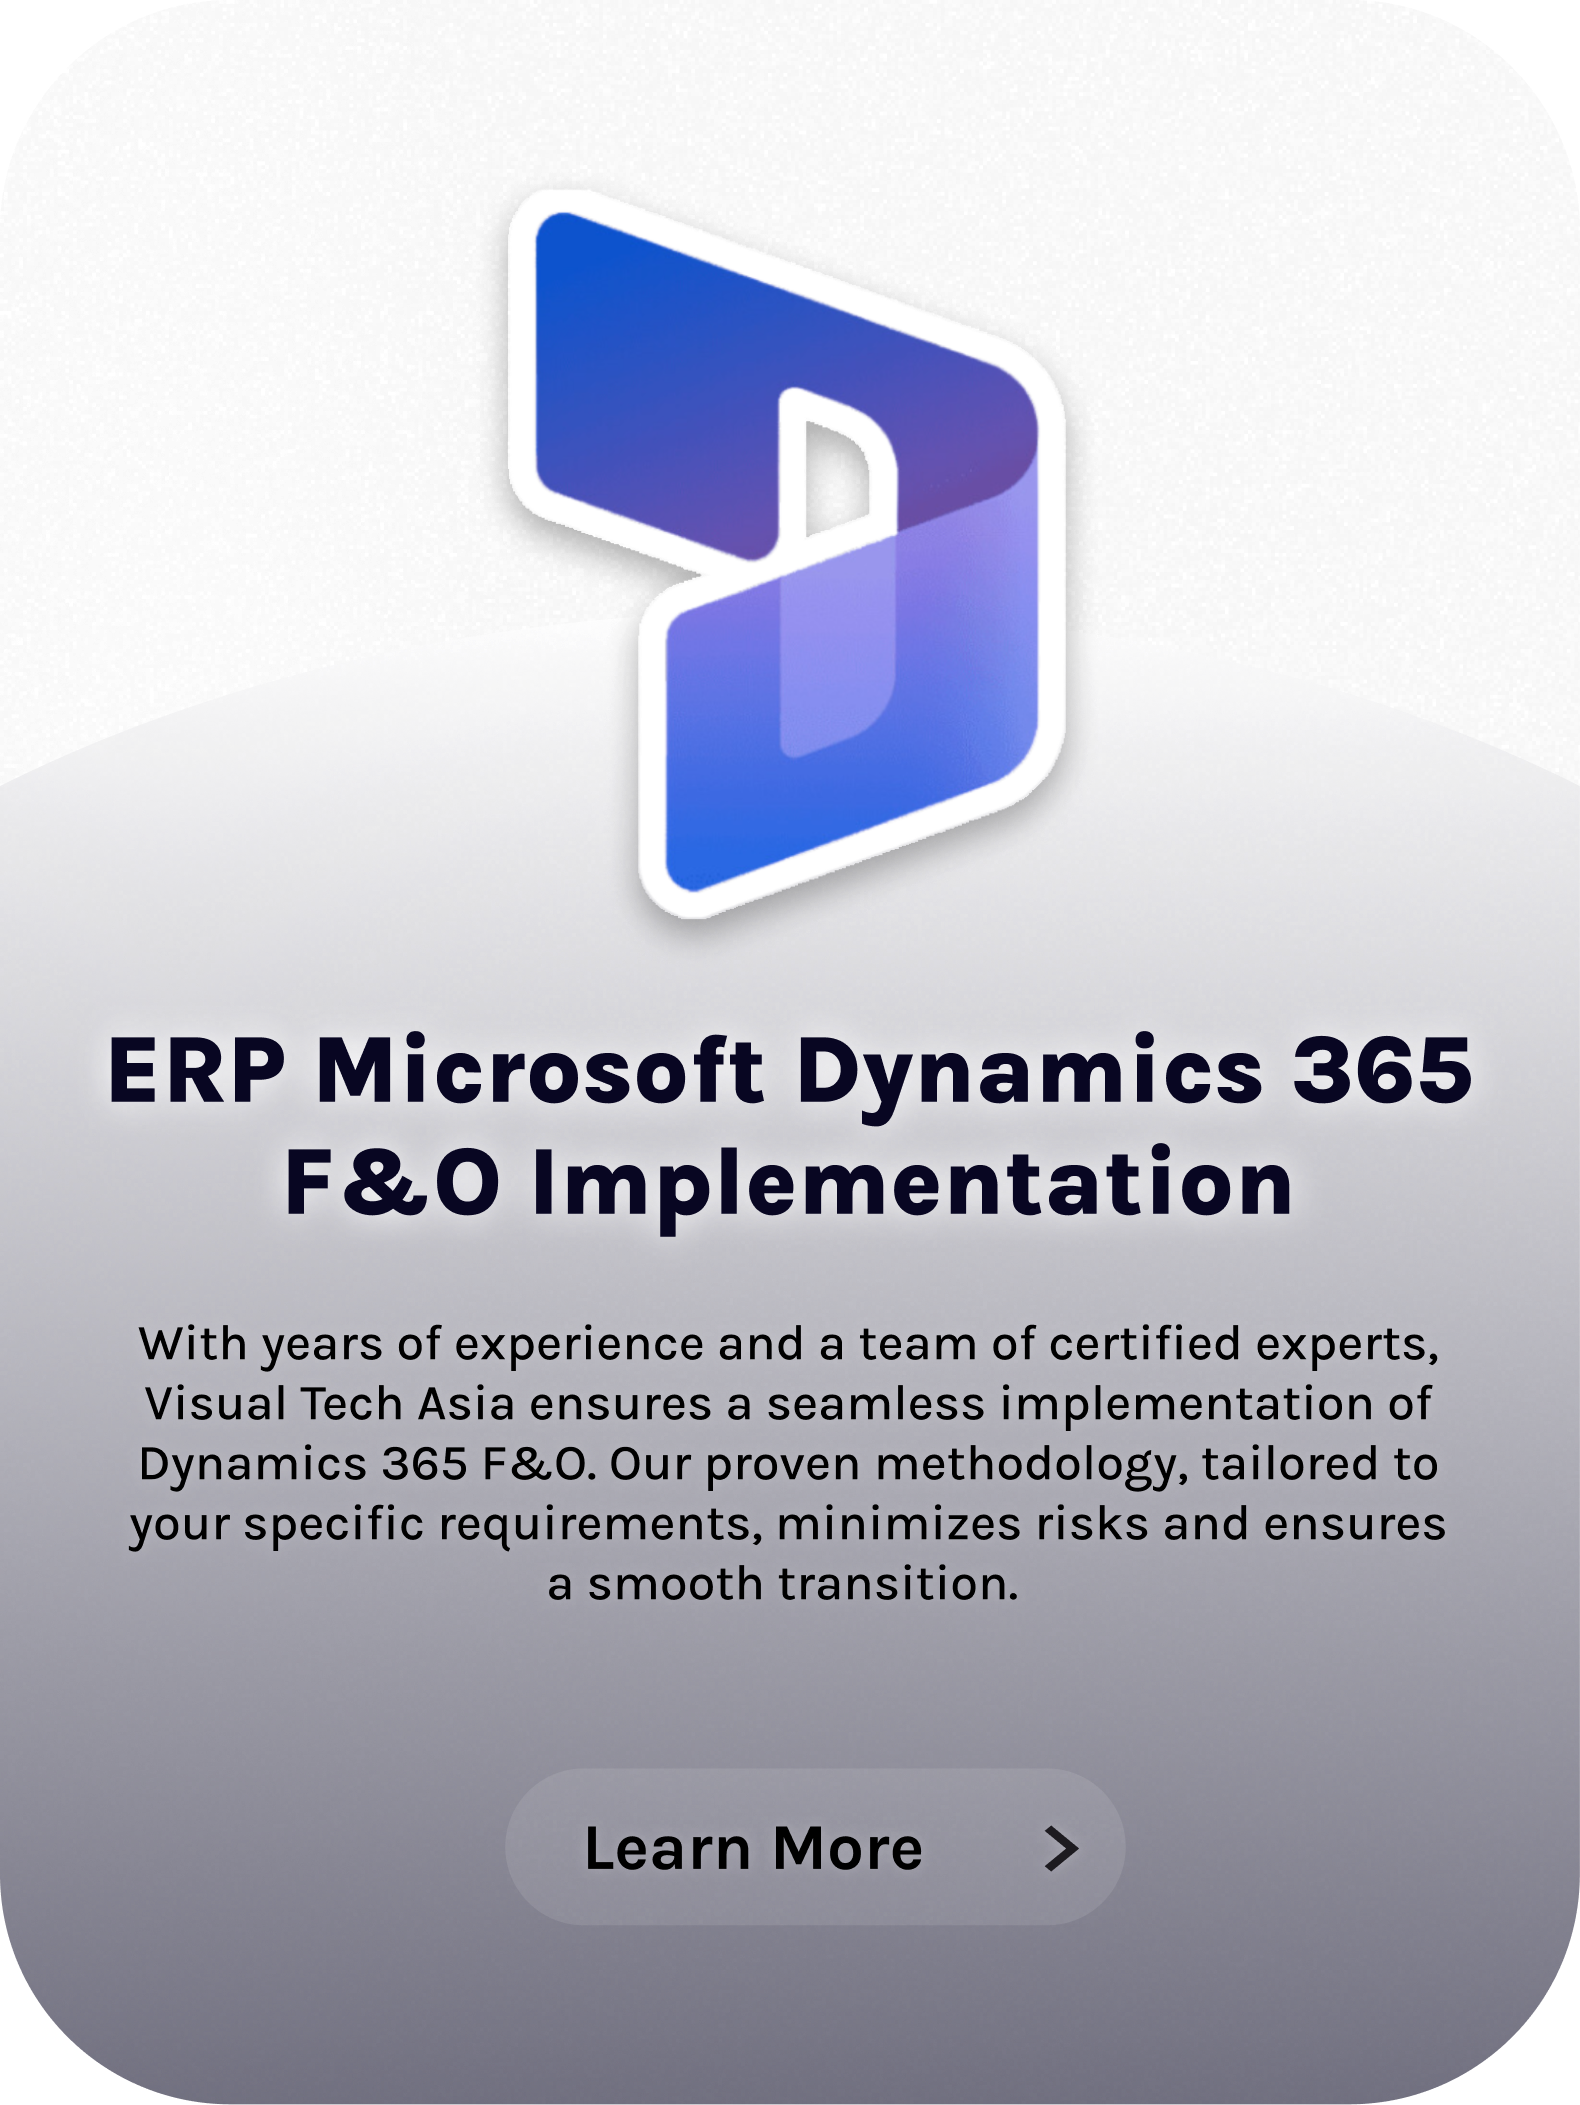 ERP Microsoft Dynamics 365
F&O Implementation
With years of experience and a team of certified experts,
Visual Tech Asia ensures a seamless implementation of
Dynamics 365 F&O. Our proven methodology, tailored to
your specific requirements, minimizes risks and ensures
a smooth transition.
Learn More >